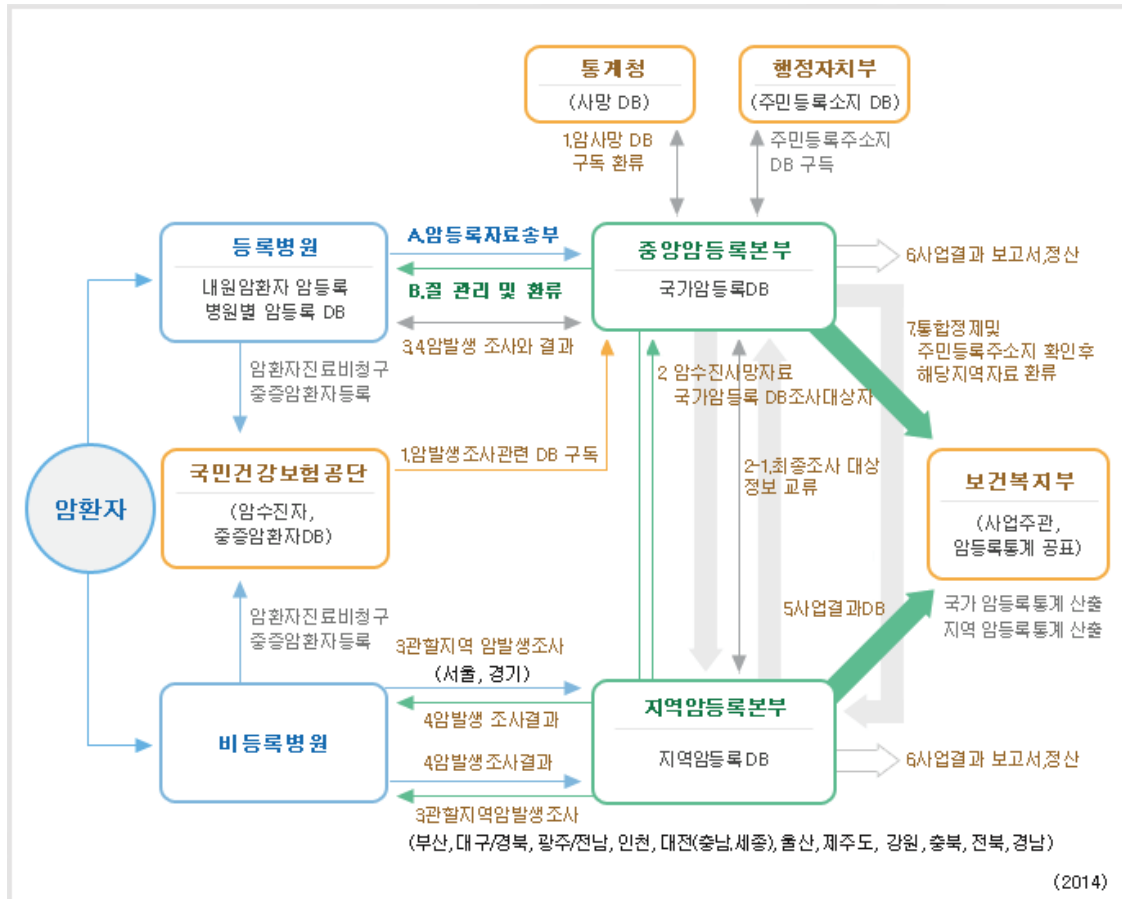 통계청
(사망 DB)
행정자치부
(주민등록소지 DB)
1,암사망 DB
구독 환류
주민등록주소지
DB 구득
등록병원
내원암환자 암등록
병원별 암등록 DB
A.암등록자료송부
B.질 관리 및 환류
3,4암발생 조사와 결과
중앙암등록본부
국가암등록DB
6사업결과 보고서,정산
7,통합정제및
주민등록주소지 확인후
해당지역자료 환류
암환자진료비청구
중증암환자등록
2, 암수진사망자료
국가암등록 DB조사대상자
암환자
국민건강보험공단
(암수진자,
중증암환자DB)
1,암발생조사관련 DB 구독
2-1,최종조사 대상
정보 교류
보건복지부
(사업주관,
암등록통계 공표)
국가 암등록통계 산출
지역 암등록통계 산출
5사업결과DB
암환자진료비청구
중증암환자등록
3관할지역 암발생조사
(서울, 경기)
4암발생 조사결과
비등록병원
4암발생조사결과
3관할지역암발생조사
지역암등록본부
지역암등록DB
6사업결과 보고서,정산
(부산,대구/경북,광주/전남,인천,대전(충남,세종),울산,제주도, 강원,충북,전북,경남)
(2014)